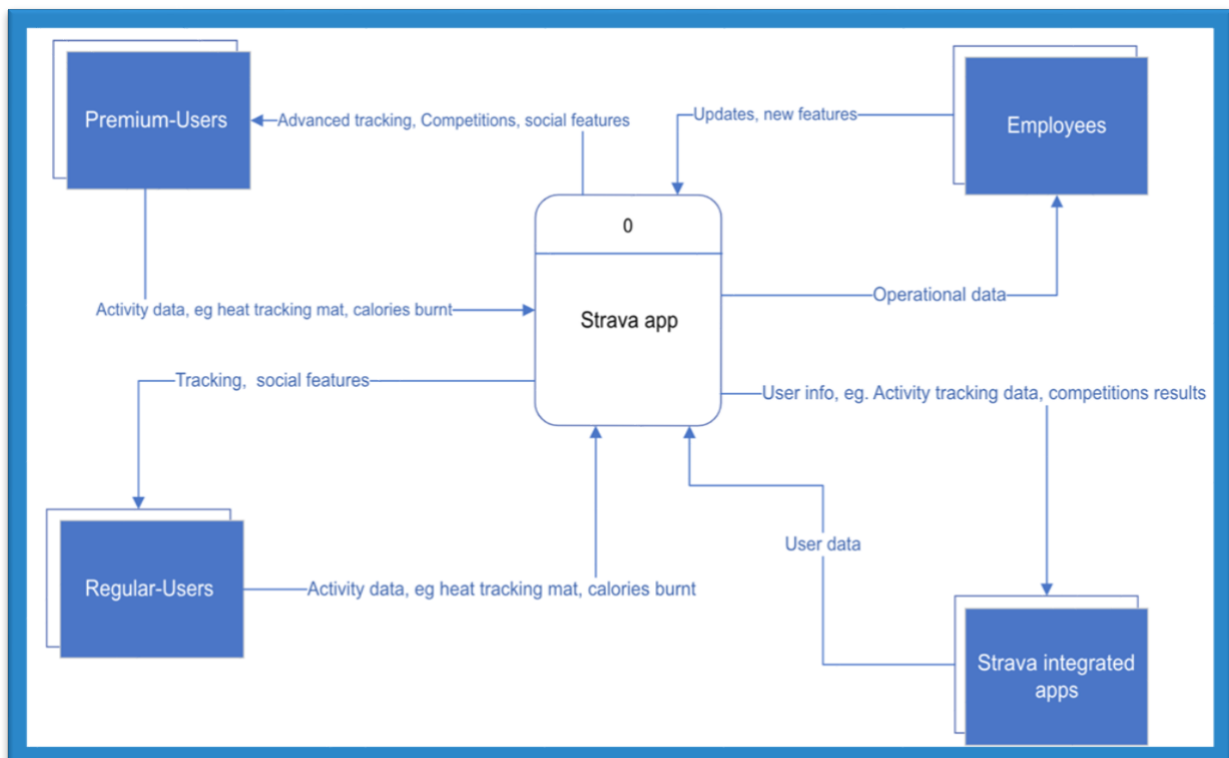 Premium-Users
Advanced tracking, Competitions, social features
Updates, new features
Employees
0
Activity data, eg heat tracking mat, calories burnt
Strava app
Operational data
Tracking, social features
User info, eg. Activity tracking data, competitions results
User data
Regular-Users
Activity data, eg heat tracking mat, calories burnt
Strava integrated
apps